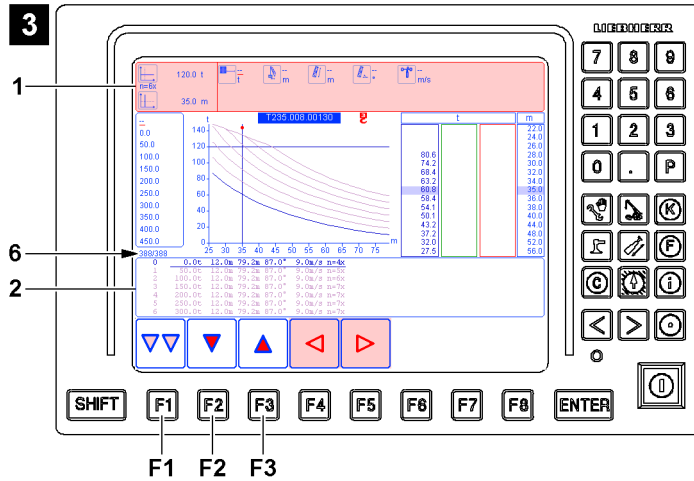 3
LIEBHERR
1
n=6x
120.0 t
35.0 m
--
t
--
m
--
m
--
°
--
m/s
T235.008.00130
--
0.0
50.0
100.0
150.0
200.0
250.0
300.0
350.0
400.0
450.0
t
140
120
100
80
60
40
20
0
25 30 35 40 45 50 55 60 65 70 75
m
t
m
22.0
24.0
26.0
80.6 28.0
74.2 30.0
68.4 32.0
63.2 34.0
60.8 35.0
58.4 36.0
54.1 38.0
50.1 40.0
43.2 44.0
37.2 48.0
32.0 52.0
27.5 56.0
6
388/388
2
0 0.0t 12.0m 79.2m 87.0° 9.0m/s n=4x
1 50.0t 12.0m 79.2m 87.0° 9.0m/s n=5x
2 100.0t 12.0m 79.2m 87.0° 9.0m/s n=6x
3 150.0t 12.0m 79.2m 87.0° 9.0m/s n=7x
4 200.0t 12.0m 79.2m 87.0° 9.0m/s n=7x
5 250.0t 12.0m 79.2m 87.0° 9.0m/s n=7x
6 300.0t 12.0m 79.2m 87.0° 9.0m/s n=7x
7 8 9
4 5 6
1 2 3
0 . P
K
F
C i
SHIFT F1 F2 F3 F4 F5 F6 F7 F8 ENTER
F1 F2 F3